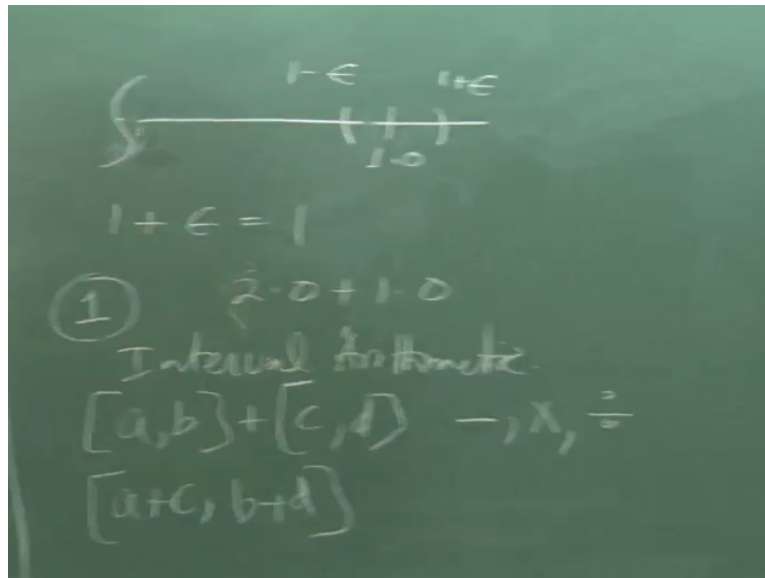 1-ϵ 1+ϵ
( | )
1.0
1+ϵ=1
① 2.0+1.0
Interval Arithmetic.
[a,b]+[c,d] -,x,÷
[a+c, b+d]